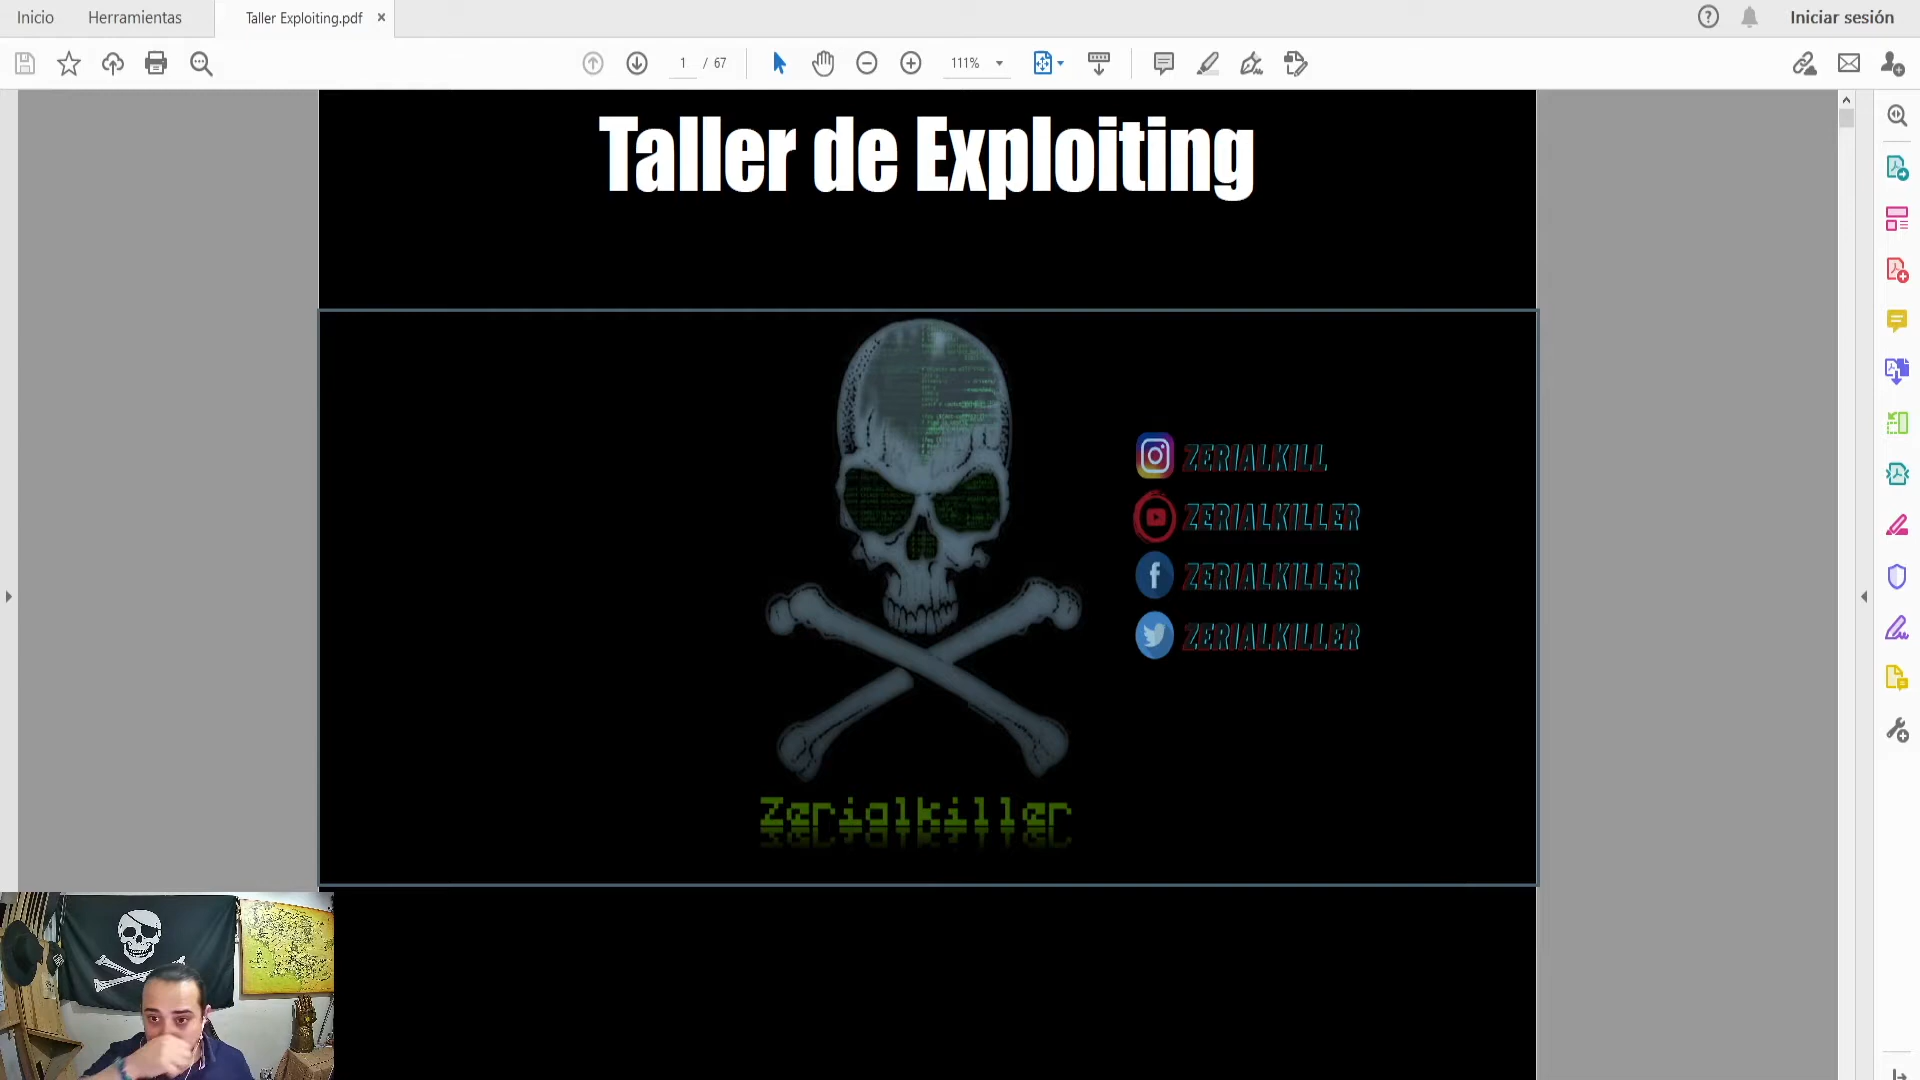 Inicio Herramientas Taller Exploiting.pdf × Iniciar sesión
1 / 67 111%
Taller de Exploiting
ZERIALKILL
ZERIALKILLER
ZERIALKILLER
ZERIALKILLER
Zerialkiller